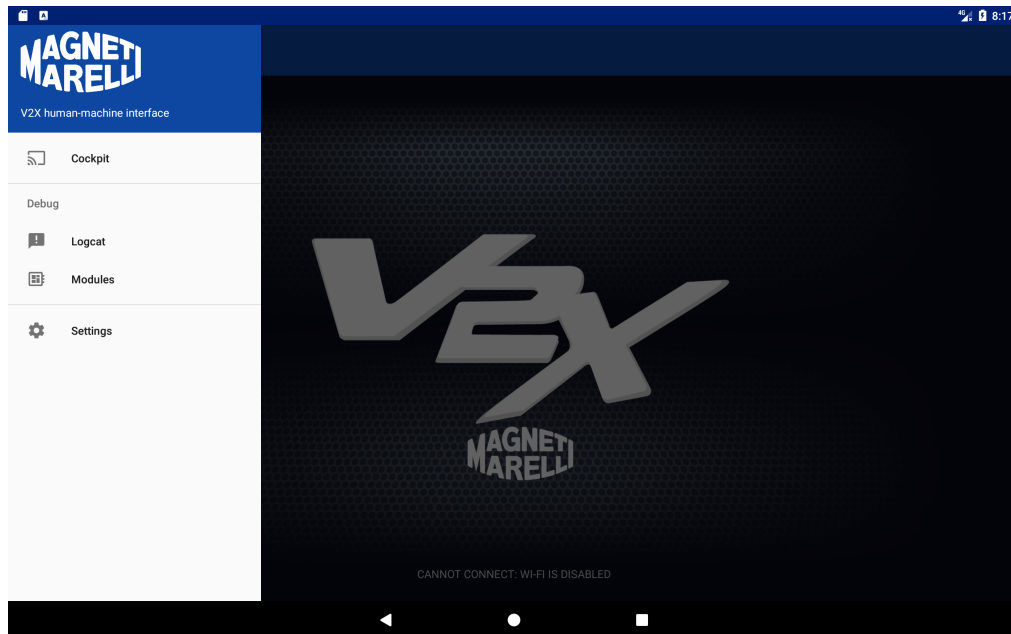 4G
8:17
MAGNETI
MARELLI
V2X human-machine interface
Cockpit
Debug
Logcat
Modules
Settings
V2X
MAGNETI
MARELLI
CANNOT CONNECT: WI-FI IS DISABLED